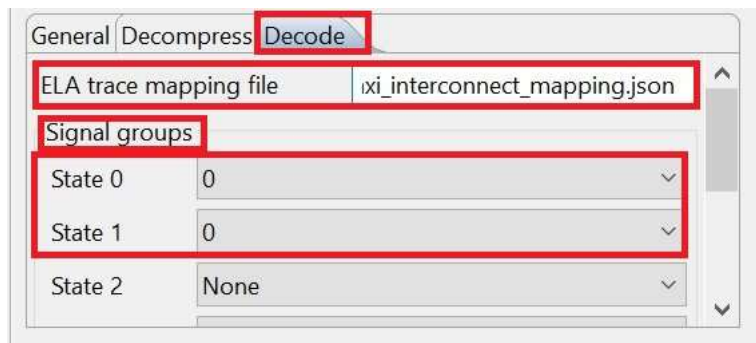 General Decompress Decode
ELA trace mapping file xi_interconnect_mapping.json
Signal groups
State 0 0
State 1 0
State 2 None